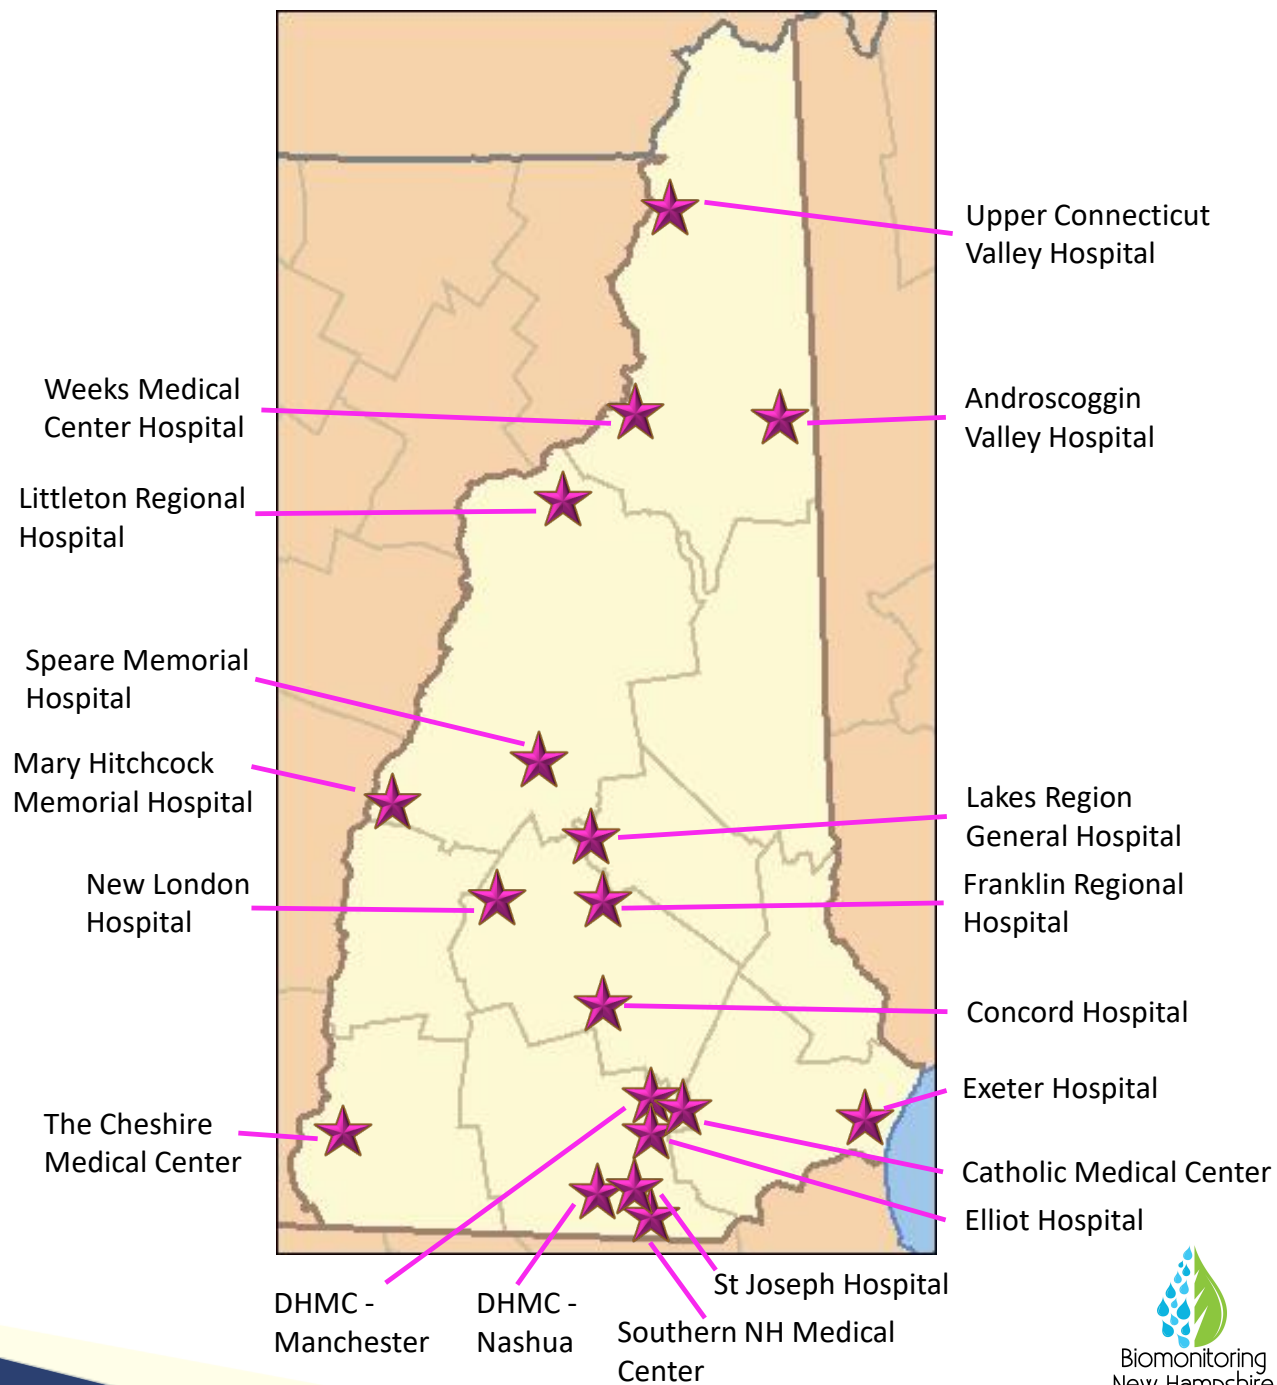 Upper Connecticut
Valley Hospital
Weeks Medical
Center Hospital
Androscoggin
Valley Hospital
Littleton Regional
Hospital
Speare Memorial
Hospital
Mary Hitchcock
Memorial Hospital
Lakes Region
General Hospital
New London
Hospital
Franklin Regional
Hospital
Concord Hospital
Exeter Hospital
The Cheshire
Medical Center
Catholic Medical Center
Elliot Hospital
St Joseph Hospital
DHMC -
Manchester
DHMC -
Nashua
Southern NH Medical
Center
Biomonitoring
New Hampshire